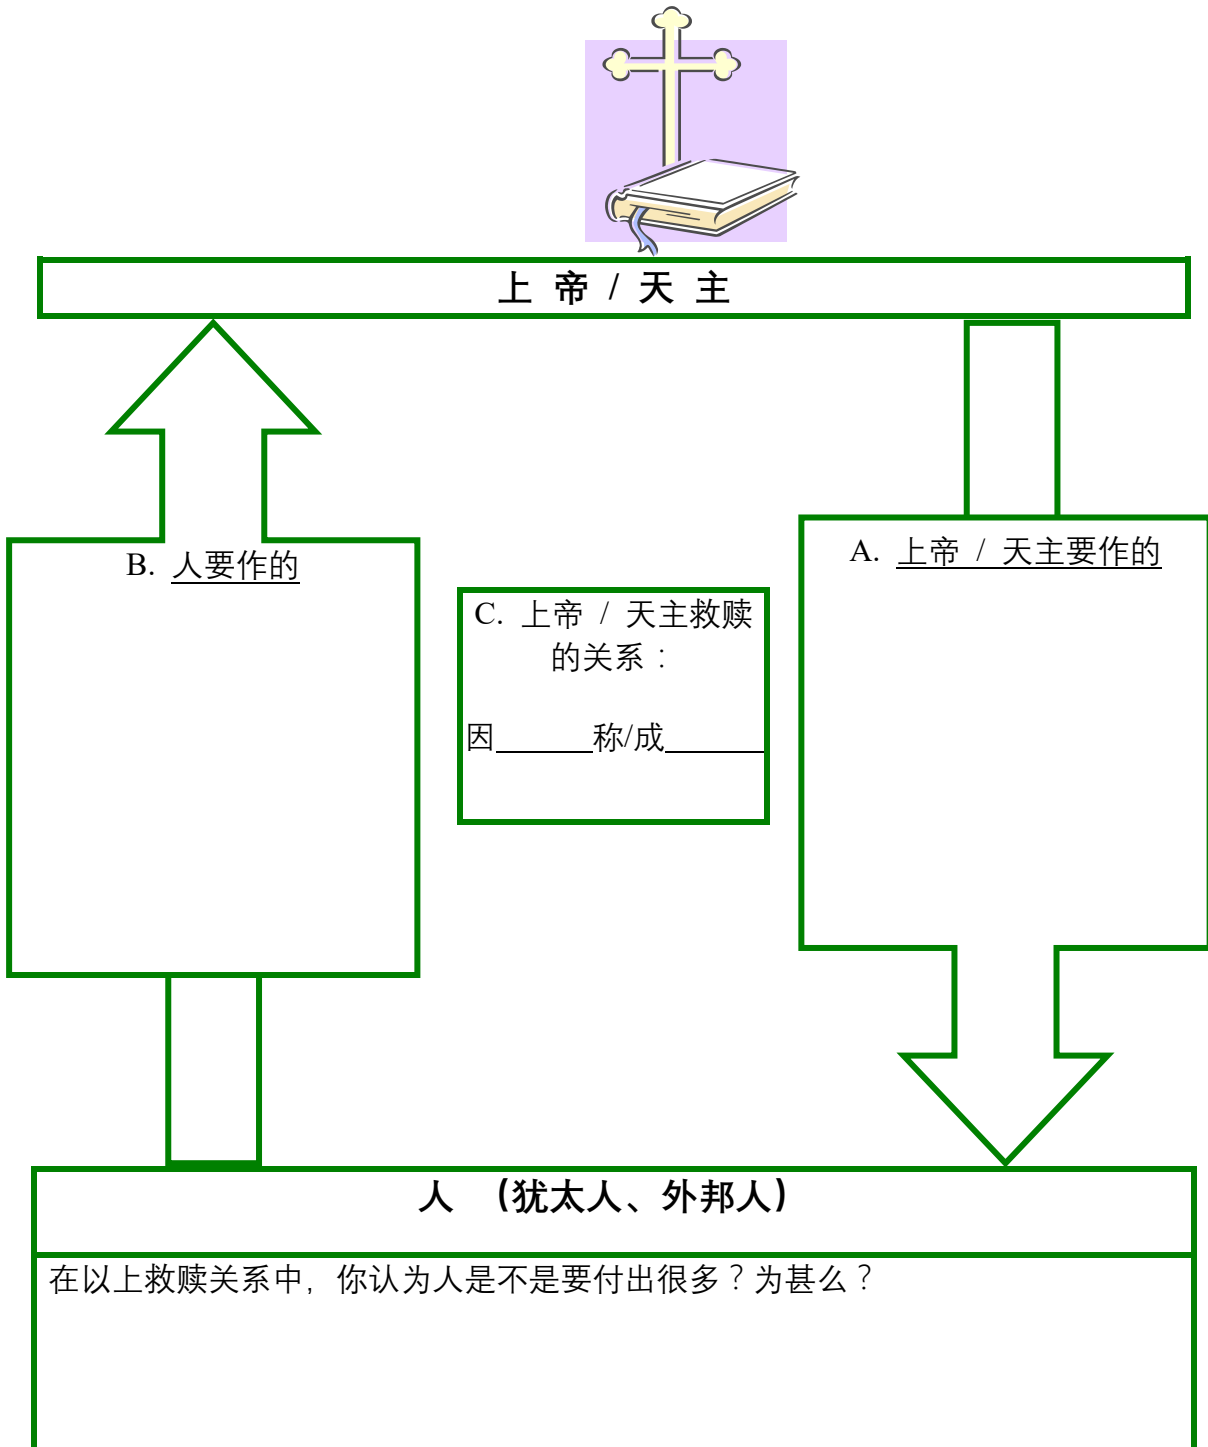 上 帝 / 天 主
B. 人要作的
A. 上帝 / 天主要作的
C. 上帝 / 天主救赎
的关系：
因______称/成______
人 (犹太人、外邦人)
在以上救赎关系中，你认为人是不是要付出很多？为甚么？